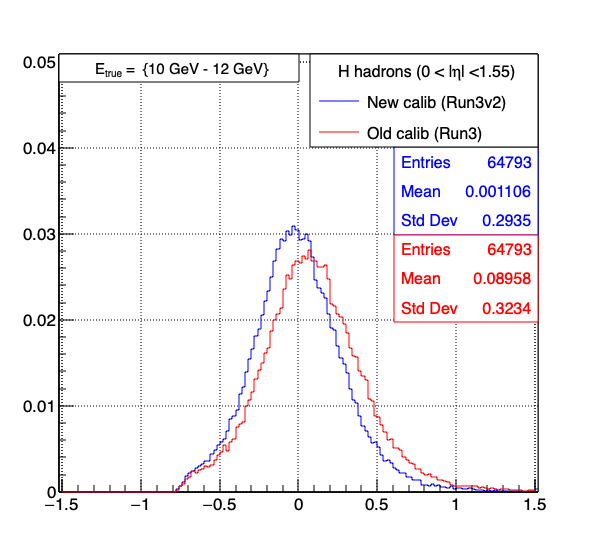 E_true = {10 GeV - 12 GeV}
H hadrons (0 < |η| <1.55)
New calib (Run3v2)
Old calib (Run3)
Entries 64793
Mean 0.001106
Std Dev 0.2935
Entries 64793
Mean 0.08958
Std Dev 0.3234
0.05
0.04
0.03
0.02
0.01
0
−1.5 −1 −0.5 0 0.5 1 1.5